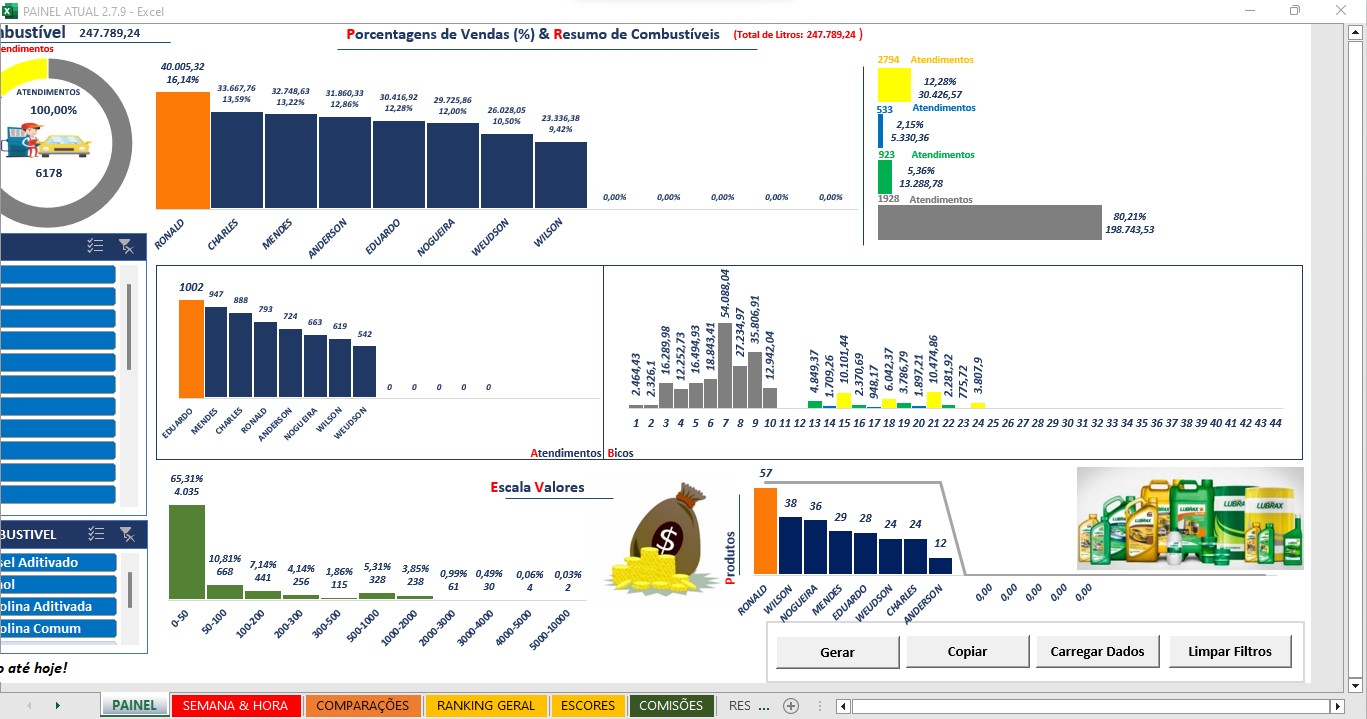 PAINEL ATUAL 2.7.9 - Excel
bustível 247.789,24
endimentos
ATENDIMENTOS
100,00%
6178
Porcentagens de Vendas (%) & Resumo de Combustíveis (Total de Litros: 247.789,24 )
40.005,32
16,14%
33.667,76
13,59%
32.748,63
13,22%
31.860,33
12,86%
30.416,92
12,28%
29.725,86
12,00%
26.028,05
10,50%
23.336,38
9,42%
0,00% 0,00% 0,00% 0,00% 0,00%
RONALD CHARLES MENDES ANDERSON EDUARDO NOGUEIRA WEUDSON WILSON
2794 Atendimentos
12,28%
30.426,57
533 Atendimentos
2,15%
5.330,36
923 Atendimentos
5,36%
13.288,78
1928 Atendimentos
80,21%
198.743,53
1002 947 888 793 724 663 619 542 0 0 0 0 0
EDUARDO MENDES CHARLES RONALD ANDERSON NOGUEIRA WILSON WEUDSON
Atendimentos
2.464,43 2.326,1 16.289,98 12.252,73 16.494,93 18.843,41 54.088,04 27.234,97 35.806,91 12.942,04 4.849,37 1.709,26 10.101,44 2.370,69 948,17 6.042,37 3.786,79 1.897,21 10.474,86 2.281,92 775,72 3.807,9
1 2 3 4 5 6 7 8 9 10 11 12 13 14 15 16 17 18 19 20 21 22 23 24 25 26 27 28 29 30 31 32 33 34 35 36 37 38 39 40 41 42 43 44
Bicos
BUSTIVEL
sel Aditivado
nol
olina Aditivada
olina Comum
o até hoje!
Escala Valores
65,31%
4.035
10,81%
668
7,14%
441
4,14%
256
1,86%
115
5,31%
328
3,85%
238
0,99%
61
0,49%
30
0,06%
4
0,03%
2
0-50 50-100 100-200 200-300 300-500 500-1000 1000-2000 2000-3000 3000-4000 4000-5000 5000-10000
$
Produtos
57 38 36 29 28 24 24 12
0,00 0,00 0,00 0,00 0,00
RONALD WILSON NOGUEIRA MENDES EDUARDO WEUDSON CHARLES ANDERSON
LUBRAX LUBRAX
Gerar Copiar Carregar Dados Limpar Filtros
PAINEL SEMANA & HORA COMPARAÇÕES RANKING GERAL ESCORES COMISÕES RES ...